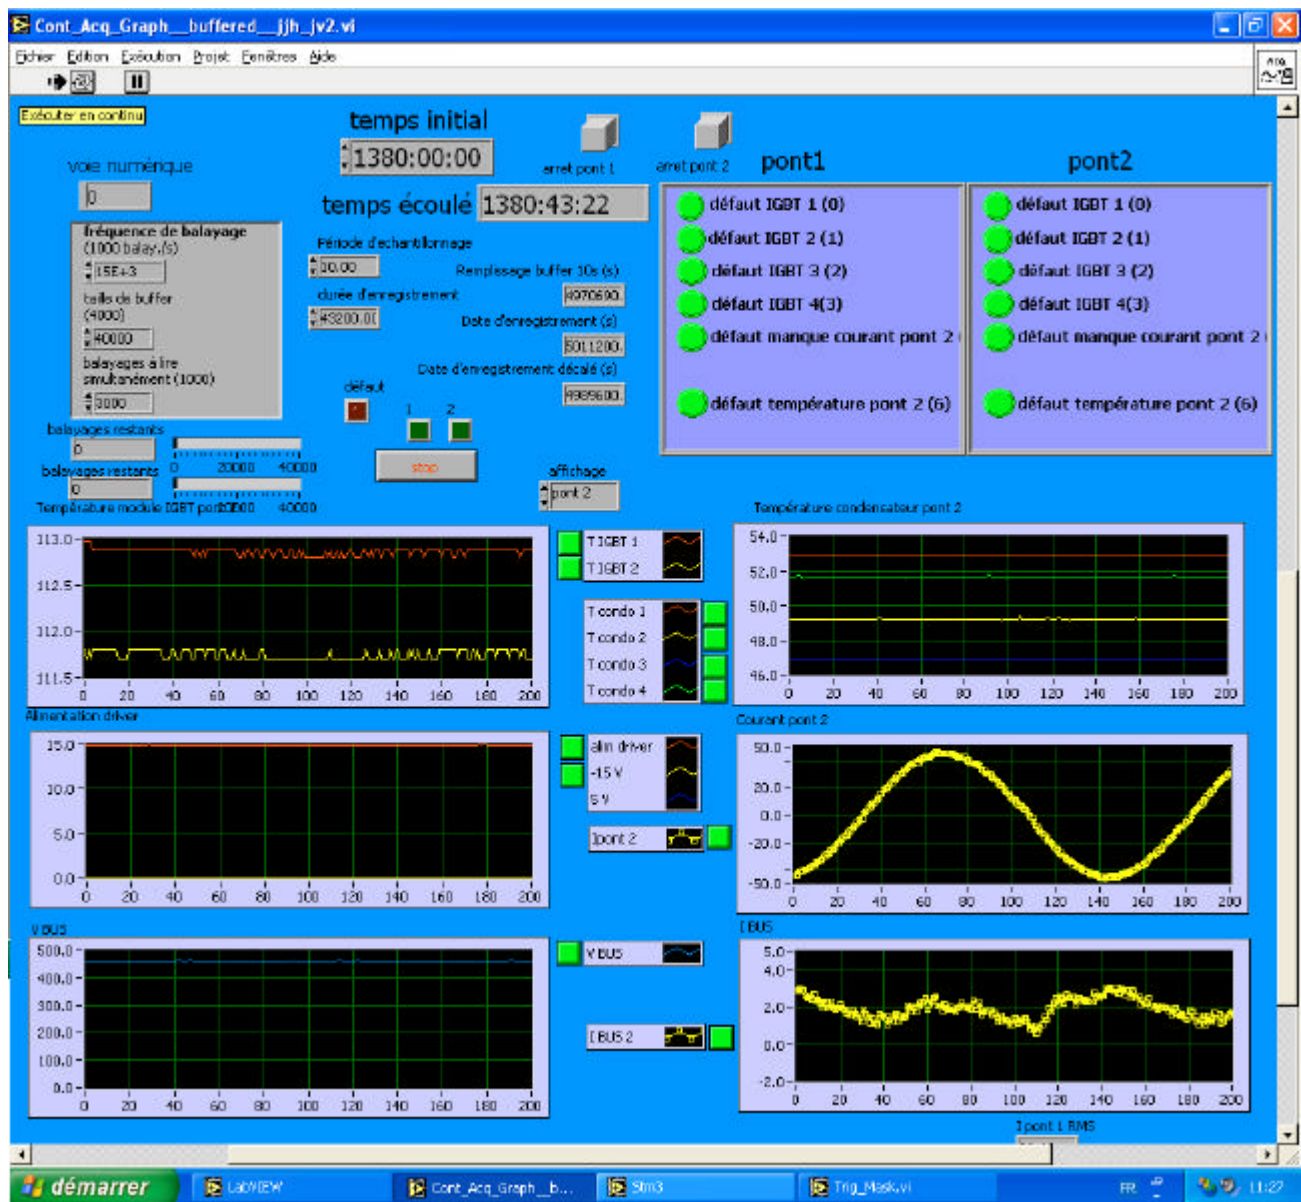 Cont_Acq_Graph__buffered__jjh_jv2.vi
Fichier Edition Exécution Projet Fenêtres Aide
Exécuter en continu
temps initial
1380:00:00
arret pont 1
arret pont 2
pont1
pont2
voie numérique
0
temps écoulé 1380:43:22
fréquence de balayage
(1000 balay./s)
15E+3
taille de buffer
(4000)
40000
balayages à lire
simultanément (1000)
3000
Période d'echantillonnage
10.00
Remplissage buffer 10s (s)
4970690.
durée d'enregistrement
43200.00
Date d'enregistrement (s)
5011200.
Date d'enregistrement décalé (s)
4989600.
défaut
1 2
stop
défaut IGBT 1 (0)
défaut IGBT 2 (1)
défaut IGBT 3 (2)
défaut IGBT 4(3)
défaut manque courant pont 2 (
défaut température pont 2 (6)
défaut IGBT 1 (0)
défaut IGBT 2 (1)
défaut IGBT 3 (2)
défaut IGBT 4(3)
défaut manque courant pont 2
défaut température pont 2 (6)
balayages restants
0
0 20000 40000
balayages restants
0
40000
affichage
pont 2
Température module IGBT
113.0
112.5
112.0
111.5
0 20 40 60 80 100 120 140 160 180 200
T IGBT 1
T IGBT 2
T condo 1
T condo 2
T condo 3
T condo 4
Température condensateur pont 2
54.0
52.0
50.0
48.0
46.0
0 20 40 60 80 100 120 140 160 180 200
Alimentation driver
15.0
10.0
5.0
0.0
0 20 40 60 80 100 120 140 160 180 200
alim driver
-15 V
5 V
Ipont 2
Courant pont 2
50.0
20.0
0.0
-20.0
-50.0
0 20 40 60 80 100 120 140 160 180 200
V BUS
500.0
400.0
300.0
200.0
100.0
0.0
0 20 40 60 80 100 120 140 160 180 200
V BUS
I BUS 2
I BUS
5.0
4.0
2.0
0.0
-2.0
0 20 40 60 80 100 120 140 160 180 200
I pont 1 RMS
démarrer
LabVIEW
Cont_Acq_Graph__b...
Stm3
Trig_Mask.vi
FR
11:27